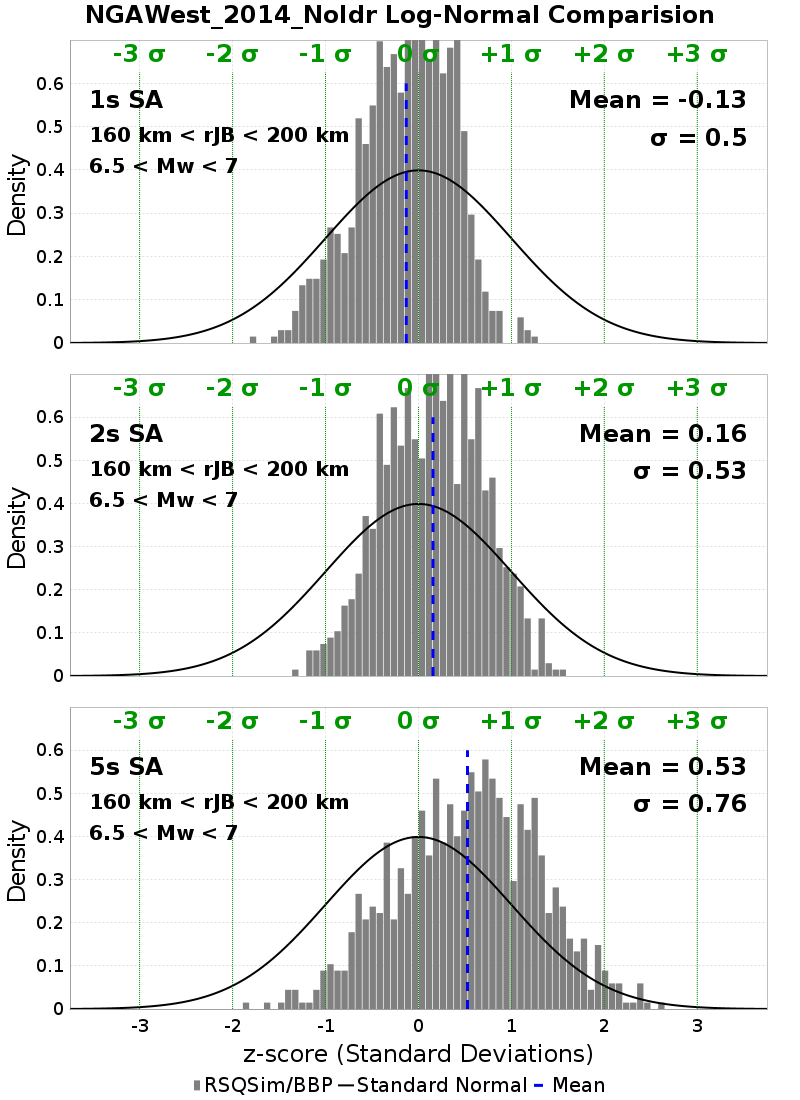 NGAWest_2014_NoIdr Log-Normal Comparision
-3 σ -2 σ -1 σ 0 σ +1 σ +2 σ +3 σ
1s SA
Mean = -0.13
160 km < rJB < 200 km
σ = 0.5
6.5 < Mw < 7
0.6
0.5
0.4
0.3
0.2
0.1
0
Density
-3 σ -2 σ -1 σ 0 σ +1 σ +2 σ +3 σ
2s SA
Mean = 0.16
160 km < rJB < 200 km
σ = 0.53
6.5 < Mw < 7
0.6
0.5
0.4
0.3
0.2
0.1
0
Density
-3 σ -2 σ -1 σ 0 σ +1 σ +2 σ +3 σ
5s SA
Mean = 0.53
160 km < rJB < 200 km
σ = 0.76
6.5 < Mw < 7
0.6
0.5
0.4
0.3
0.2
0.1
0
Density
-3 -2 -1 0 1 2 3
z-score (Standard Deviations)
RSQSim/BBP Standard Normal Mean